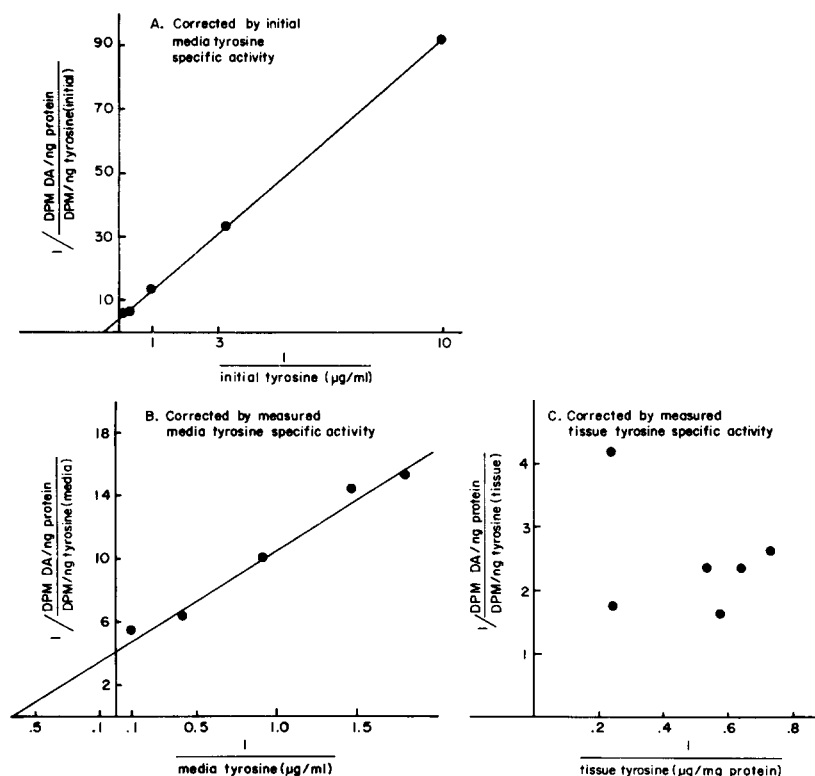 A. Corrected by initial
media tyrosine
specific activity
90
70
50
30
10
1 / DPM DA/ng protein
DPM/ng tyrosine(initial)
1
3
10
1
initial tyrosine (µg/ml)
B. Corrected by measured
media tyrosine specific activity
18
14
10
6
2
1 / DPM DA/ng protein
DPM/ng tyrosine(media)
.5
.1
.1
0.5
1.0
1.5
1
media tyrosine(µg/ml)
C. Corrected by measured
tissue tyrosine specific activity
4
3
2
1
1 / DPM DA/ng protein
DPM/ng tyrosine (tissue)
.2
.4
.6
.8
1
tissue tyrosine (µg/mg protein)